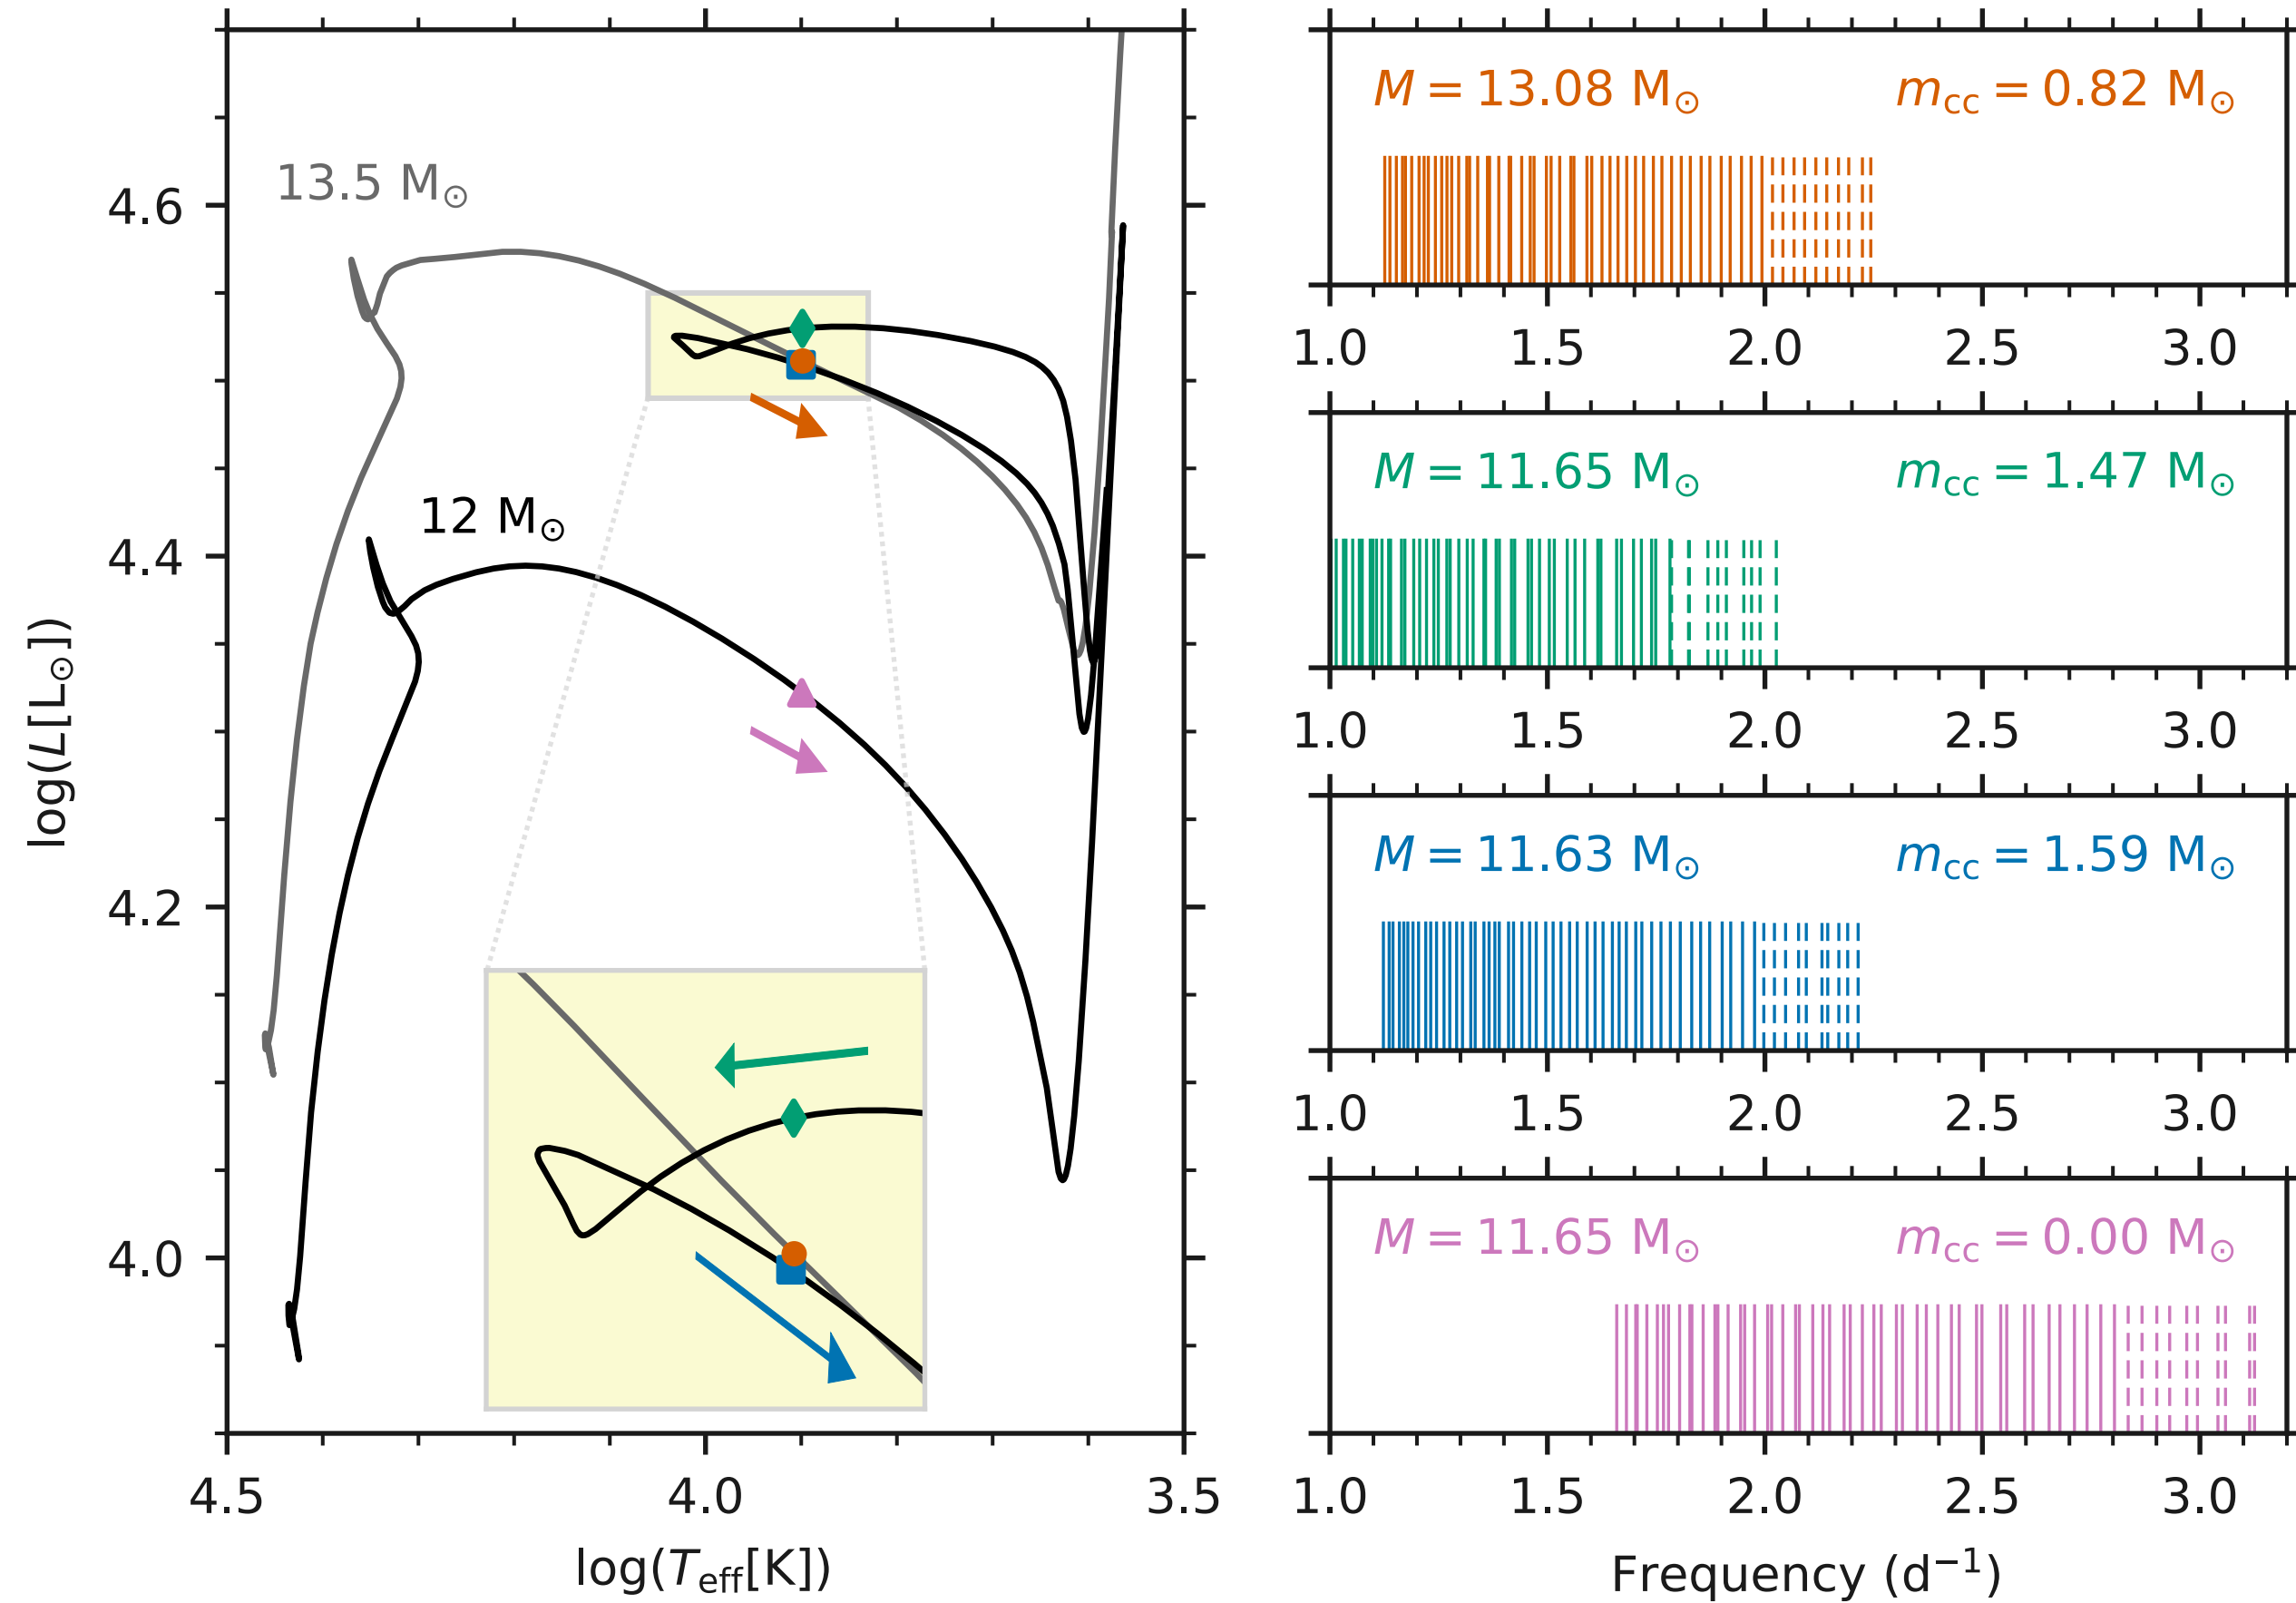 13.5 M☉
12 M☉
4.6
4.4
4.2
4.0
log(L[L☉])
4.5 4.0 3.5
log(Teff[K])
M = 13.08 M☉ mcc = 0.82 M☉
1.0 1.5 2.0 2.5 3.0
M = 11.65 M☉ mcc = 1.47 M☉
1.0 1.5 2.0 2.5 3.0
M = 11.63 M☉ mcc = 1.59 M☉
1.0 1.5 2.0 2.5 3.0
M = 11.65 M☉ mcc = 0.00 M☉
1.0 1.5 2.0 2.5 3.0
Frequency (d⁻¹)